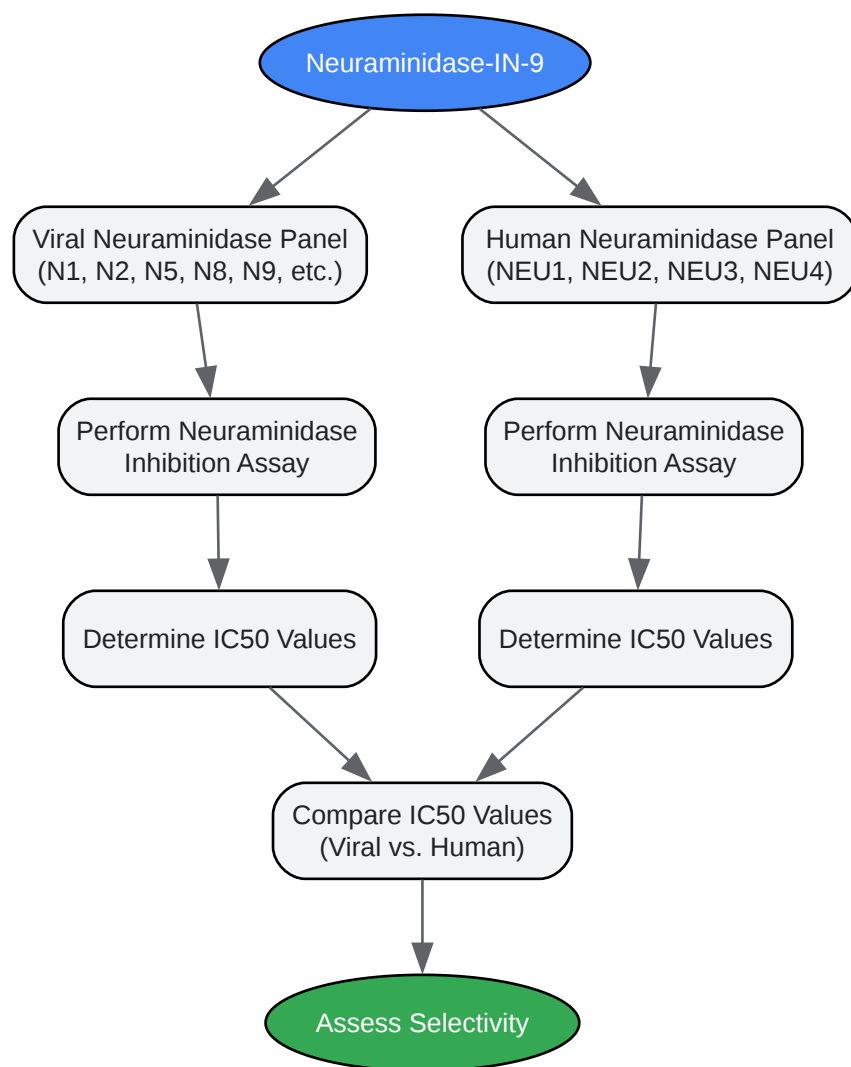 Neuraminidase-IN-9
Viral Neuraminidase Panel
(N1, N2, N5, N8, N9, etc.)
Human Neuraminidase Panel
(NEU1, NEU2, NEU3, NEU4)
Perform Neuraminidase
Inhibition Assay
Perform Neuraminidase
Inhibition Assay
Determine IC50 Values
Determine IC50 Values
Compare IC50 Values
(Viral vs. Human)
Assess Selectivity